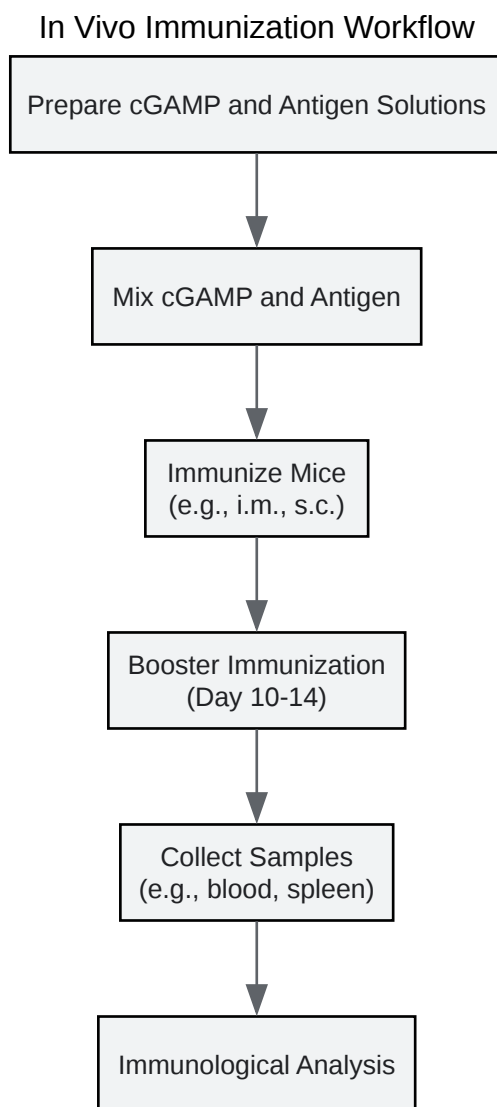 In Vivo Immunization Workflow
Prepare cGAMP and Antigen Solutions
Mix cGAMP and Antigen
Immunize Mice
(e.g., i.m., s.c.)
Booster Immunization
(Day 10-14)
Collect Samples
(e.g., blood, spleen)
Immunological Analysis